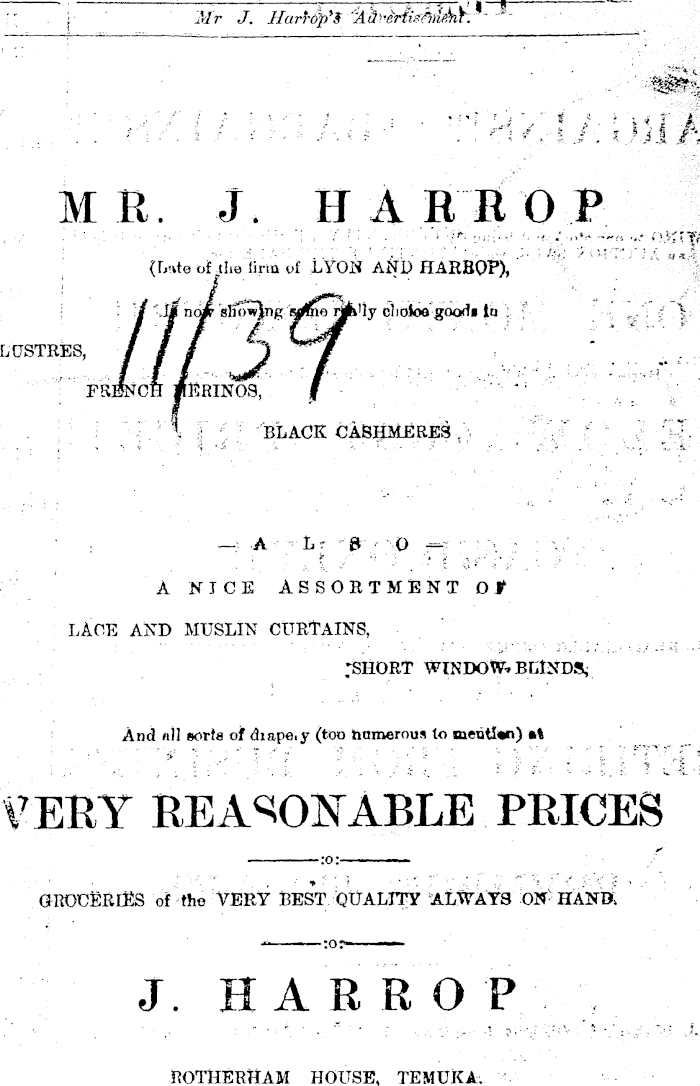 Mr J. Harrop's Advertisement.
MR. J. HARROP
(Late of the firm of LYON AND HARROP),
Is now showing some really choice goods in
LUSTRES,
FRENCH MERINOS,
BLACK CASHMERES
11/39
— ALSO —
A NICE ASSORTMENT OF
LACE AND MUSLIN CURTAINS,
SHORT WINDOW-BLINDS,
And all sorts of drapery (too numerous to mention) at
VERY REASONABLE PRICES
:o:
GROCERIES of the VERY BEST QUALITY ALWAYS ON HAND.
:o:
J. HARROP
ROTHERHAM HOUSE, TEMUKA.